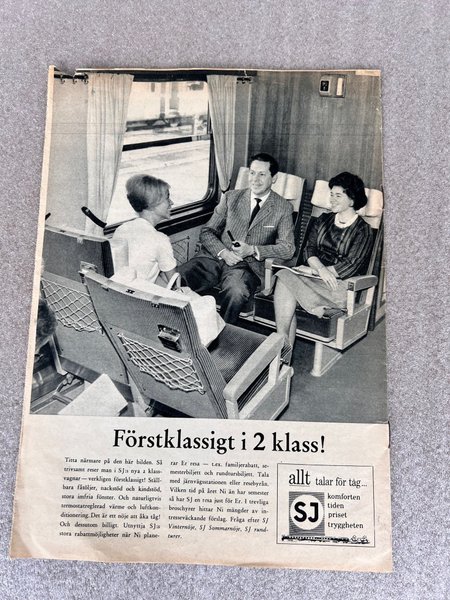 Förstklassigt i 2 klass!
Titta närmare på den här bilden. Så
trivsamt reser man i SJ:s nya 2 klass-
vagnar — verkligen förstklassigt! Ställ-
bara fåtöljer, nackstöd och kindstöd,
stora imfria fönster. Och naturligtvis
termostatreglerad värme och luftkon-
ditionering. Det är ett nöje att åka tåg!
Och dessutom billigt. Utnyttja SJ:s
stora rabattmöjligheter när Ni plane-
rar Er resa — t.ex. familjerabatt, se-
mesterbiljett och rundtursbiljett. Tala
med järnvägsstationen eller resebyrån.
Vilken tid på året Ni än har semester
så har SJ en resa just för Er. I trevliga
broschyrer hittar Ni mängder av in-
tresseväckande förslag. Fråga efter SJ
Vinternöje, SJ Sommarnöje, SJ rund-
turer.
allt talar för tåg...
SJ
komforten
tiden
priset
tryggheten